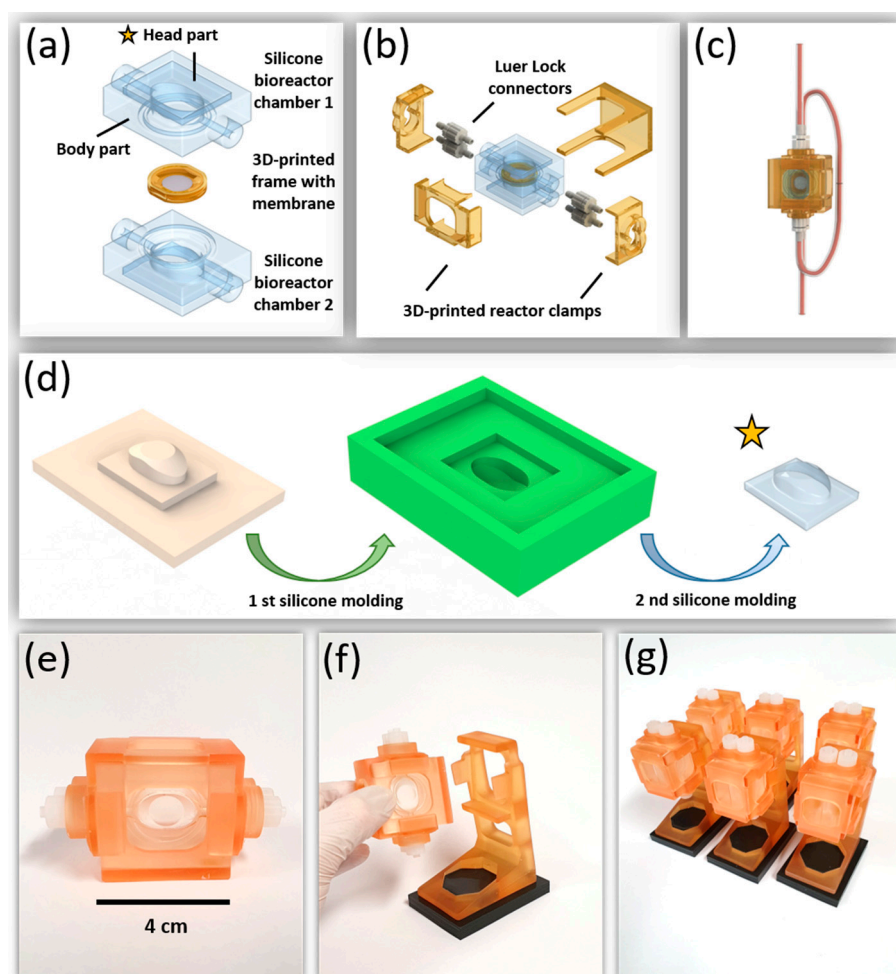 (a)
Head part
Silicone
bioreactor
chamber 1
Body part
3D-printed
frame with
membrane
Silicone
bioreactor
chamber 2
(b)
Luer Lock
connectors
3D-printed reactor clamps
(c)
(d)
1 st silicone molding
2 nd silicone molding
(e)
4 cm
(f)
(g)